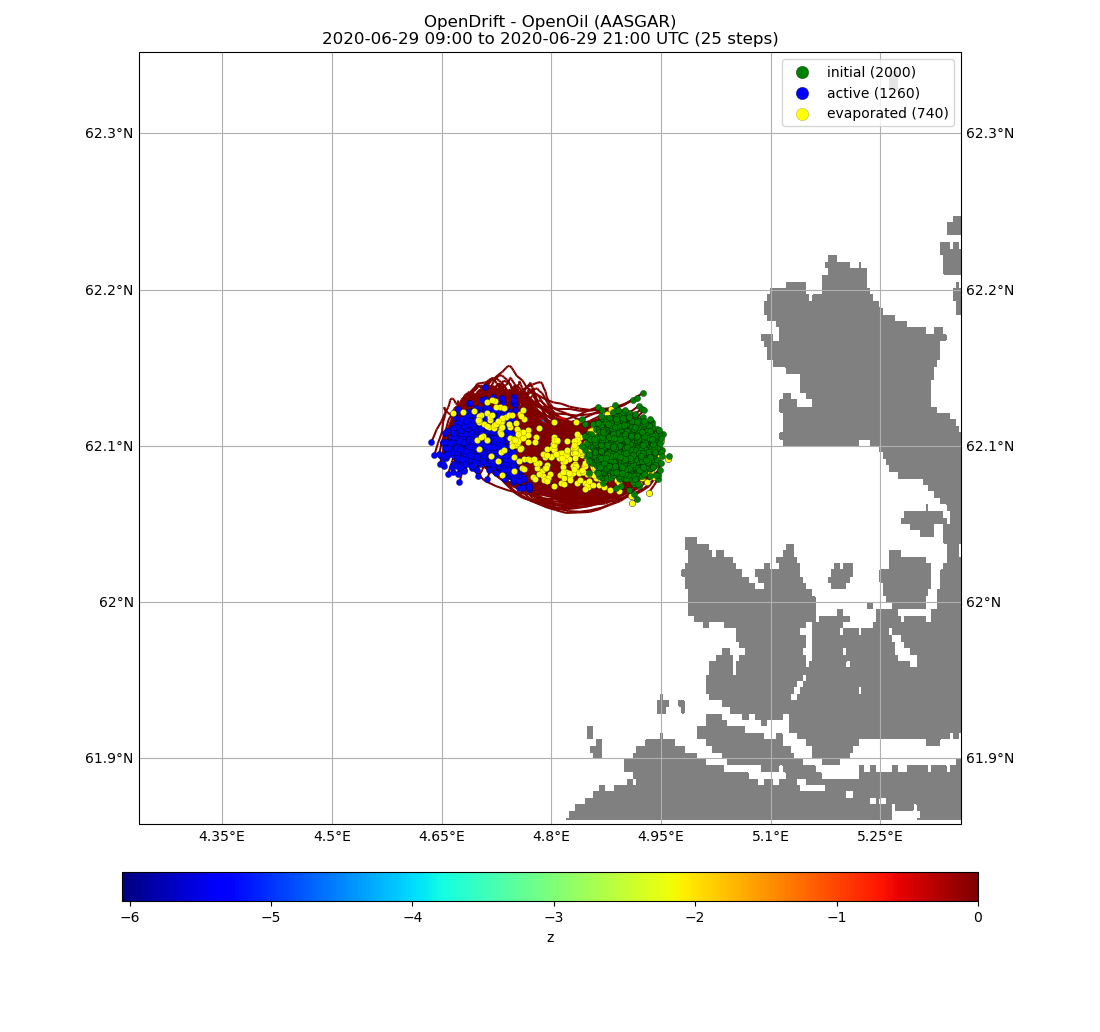 OpenDrift - OpenOil (AASGAR)
2020-06-29 09:00 to 2020-06-29 21:00 UTC (25 steps)
initial (2000)
active (1260)
evaporated (740)
62.3°N 62.3°N
62.2°N 62.2°N
62.1°N 62.1°N
62°N 62°N
61.9°N 61.9°N
4.35°E 4.5°E 4.65°E 4.8°E 4.95°E 5.1°E 5.25°E
−6 −5 −4 −3 −2 −1 0
z